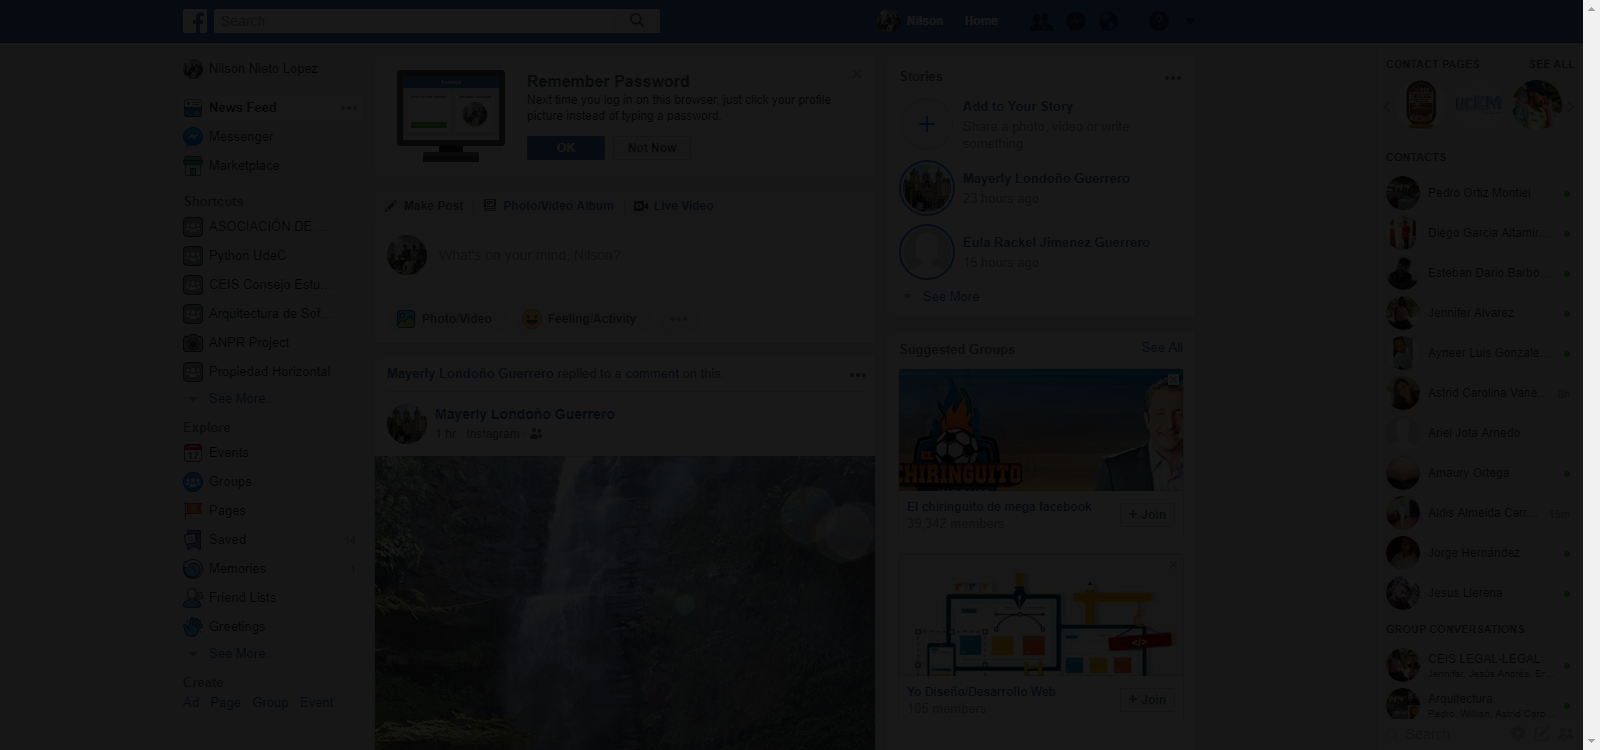 Search
Nilson
Home
Nilson Nieto Lopez
News Feed
Messenger
Marketplace
Shortcuts
ASOCIACIÓN DE ...
Python UdeC
CEIS Consejo Estu...
Arquitectura de Sof...
ANPR Project
Propiedad Horizontal
See More...
Explore
Events
17
Groups
Pages
Saved
14
Memories
1
Friend Lists
Greetings
See More...
Create
Ad Page Group Event
Remember Password
Next time you log in on this browser, just click your profile
picture instead of typing a password.
OK
Not Now
Make Post
Photo/Video Album
Live Video
What's on your mind, Nilson?
Photo/Video
Feeling/Activity
Mayerly Londoño Guerrero replied to a comment on this.
Mayerly Londoño Guerrero
1 hr · Instagram ·
Stories
Add to Your Story
Share a photo, video or write
something
Mayerly Londoño Guerrero
23 hours ago
Eula Rackel Jimenez Guerrero
15 hours ago
See More
Suggested Groups
See All
EL
CHIRINGUITO
El chiringuito de mega facebook
39.342 members
+ Join
</>
Yo Diseño/Desarrollo Web
105 members
+ Join
CONTACT PAGES
SEE ALL
UCEM
CONTACTS
Pedro Ortiz Montiel
Diego Garcia Altamir...
Esteban Dario Barbo...
Jennifer Alvarez
Ayneer Luis Gonzale...
Astrid Carolina Vane...
Ariel Jota Arnedo
Amaury Ortega
Aldis Almeida Carr...
Jorge Hernández
Jesus Llerena
GROUP CONVERSATIONS
CEIS LEGAL-LEGAL
Jennifer, Jesús Andrés, Er...
Arquitectura
Pedro, Willian, Astrid Caro...
Search